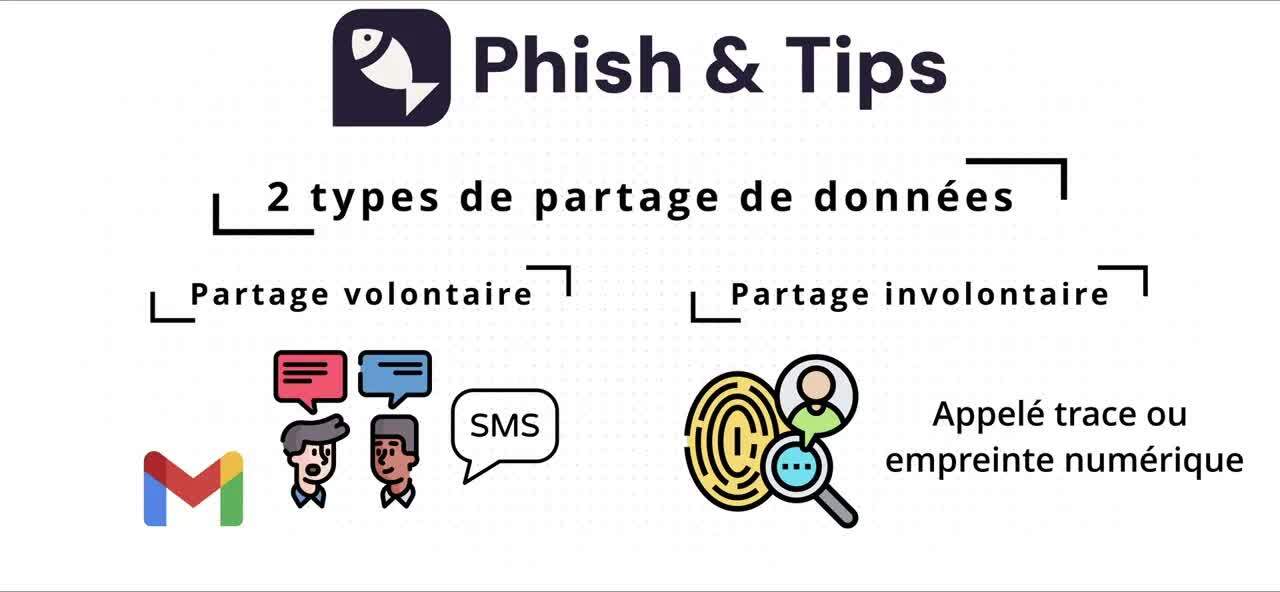 Phish & Tips
2 types de partage de données
Partage volontaire
Partage involontaire
SMS
Appelé trace ou
empreinte numérique